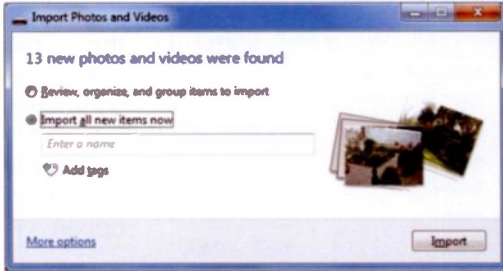 Import Photos and Videos
13 new photos and videos were found
Review, organize, and group items to import
Import all new items now
Enter a name
Add tags
More options
Import